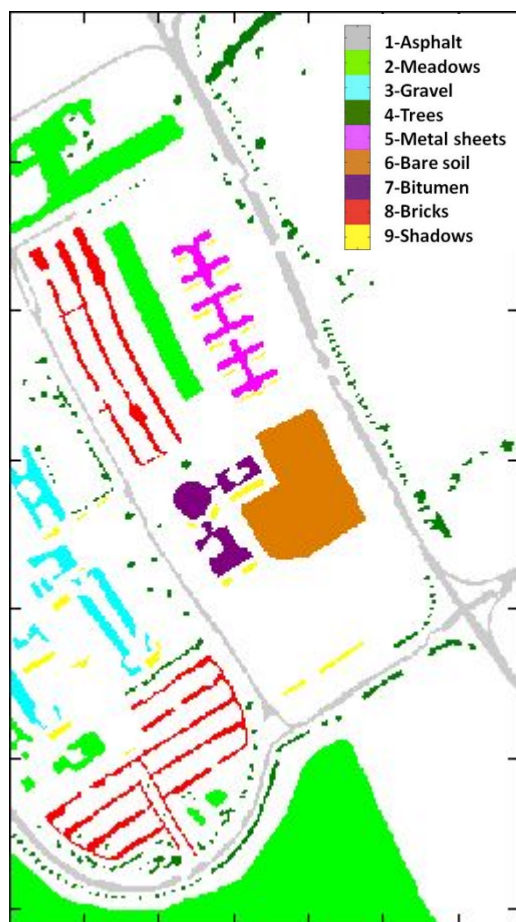 1-Asphalt
2-Meadows
3-Gravel
4-Trees
5-Metal sheets
6-Bare soil
7-Bitumen
8-Bricks
9-Shadows